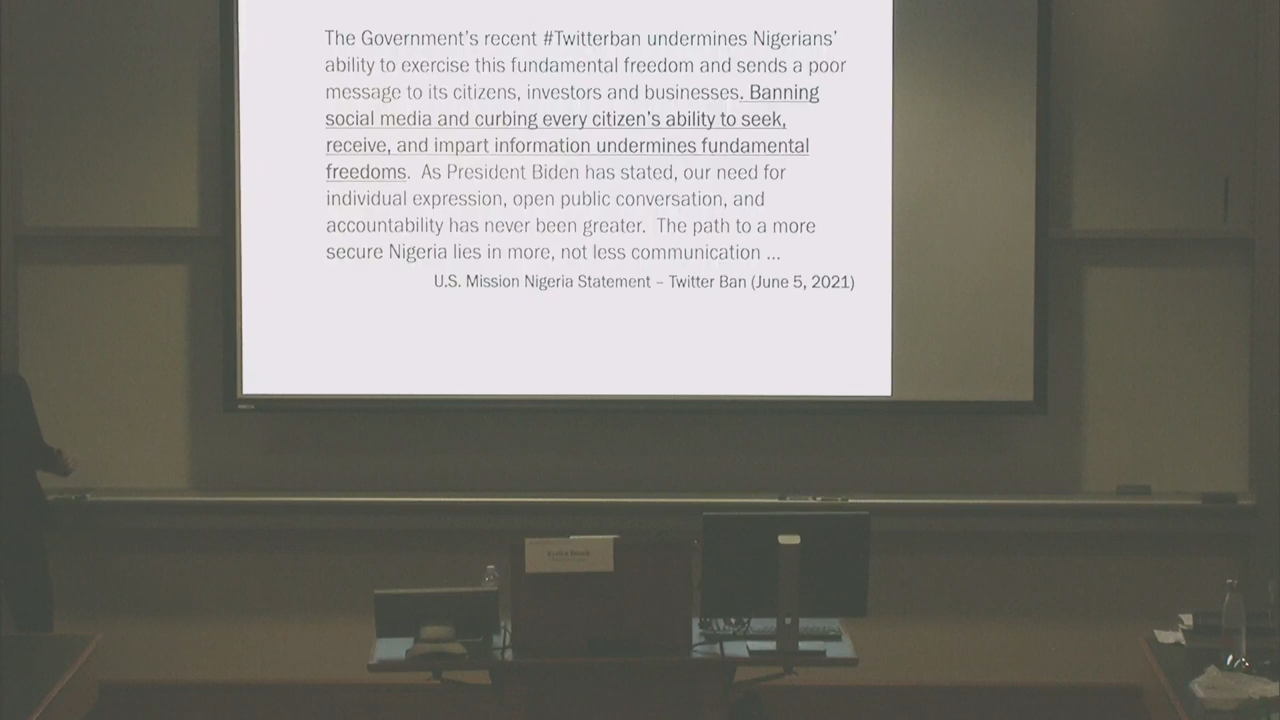 The Government's recent #Twitterban undermines Nigerians'
ability to exercise this fundamental freedom and sends a poor
message to its citizens, investors and businesses. Banning
social media and curbing every citizen's ability to seek,
receive, and impart information undermines fundamental
freedoms.  As President Biden has stated, our need for
individual expression, open public conversation, and
accountability has never been greater.  The path to a more
secure Nigeria lies in more, not less communication ...
U.S. Mission Nigeria Statement – Twitter Ban (June 5, 2021)